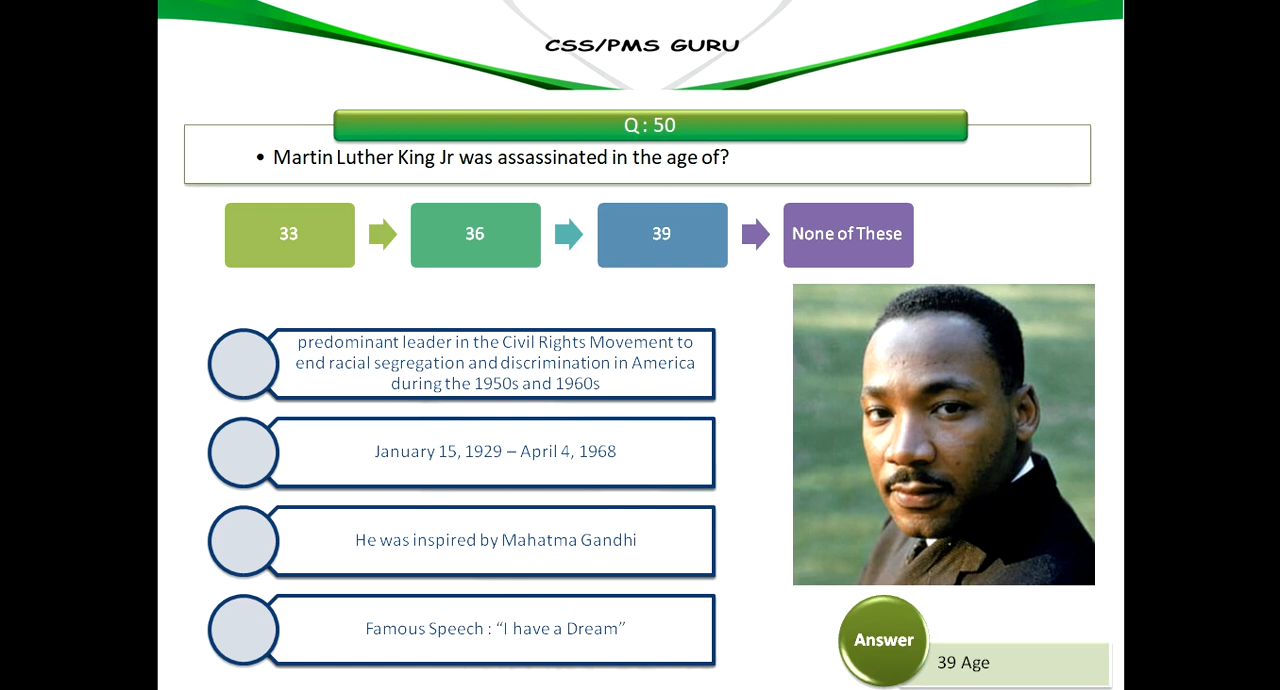 CSS/PMS GURU
Q : 50
• Martin Luther King Jr was assassinated in the age of?
33
36
39
None of These
predominant leader in the Civil Rights Movement to
end racial segregation and discrimination in America
during the 1950s and 1960s
January 15, 1929 – April 4, 1968
He was inspired by Mahatma Gandhi
Famous Speech : “I have a Dream”
Answer
39 Age